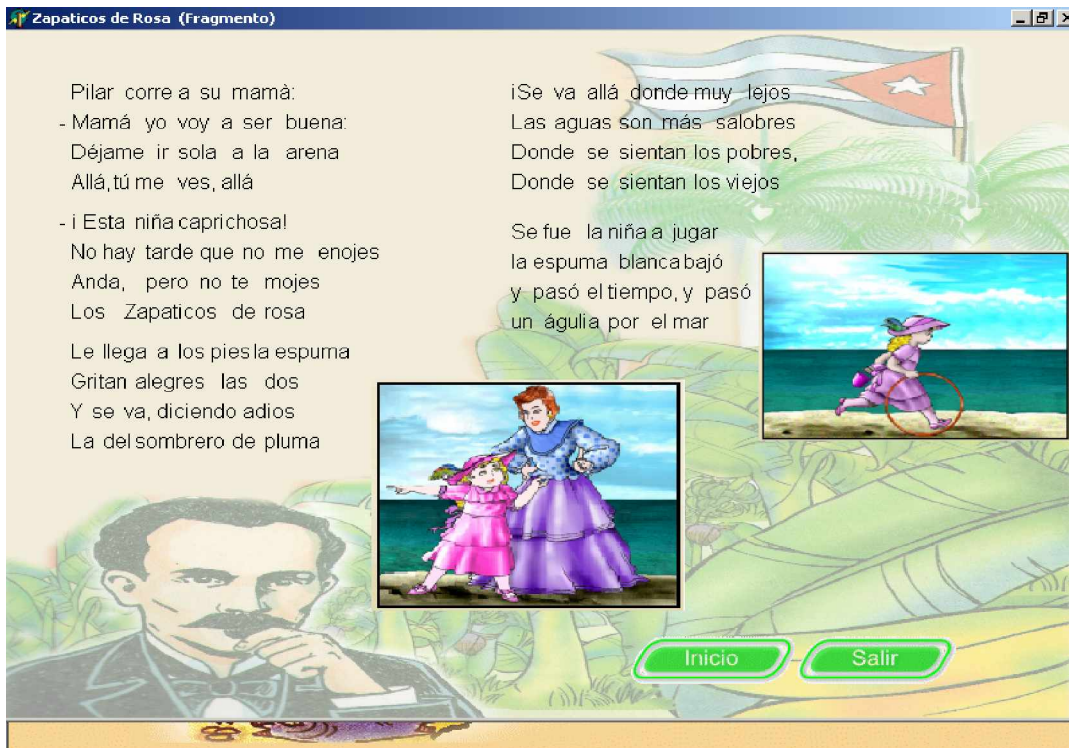 Zapaticos de Rosa (Fragmento)
Pilar corre a su mamà:
- Mamá yo voy a ser buena:
Déjame ir sola a la arena
Allá, tú me ves, allá
- ¡ Esta niña caprichosa!
No hay tarde que no me enojes
Anda, pero no te mojes
Los Zapaticos de rosa
Le llega a los pies la espuma
Gritan alegres las dos
Y se va, diciendo adios
La del sombrero de pluma
¡Se va allá donde muy lejos
Las aguas son más salobres
Donde se sientan los pobres,
Donde se sientan los viejos
Se fue la niña a jugar
la espuma blanca bajó
y pasó el tiempo, y pasó
un águlia por el mar
Inicio
Salir